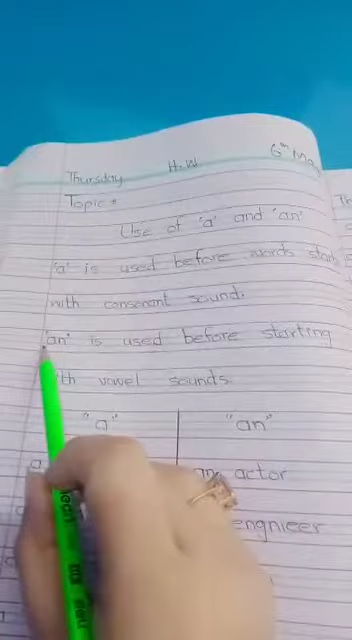 Thursday H.W 6th May
Topic :
Use of 'a' and 'an'
'a' is used before words start
with consenant sound.
'an' is used before starting
with vowel sounds.
"a" "an"
an actor
engnieer